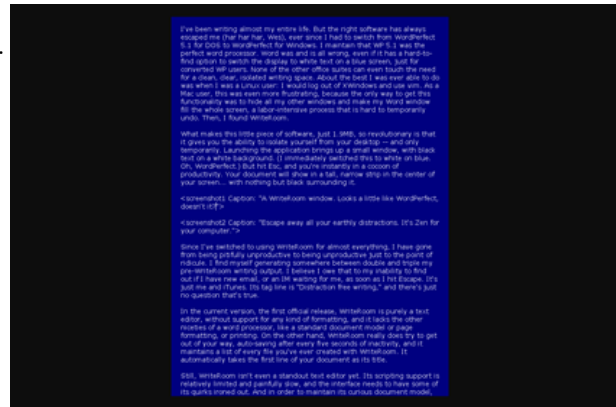 I've been writing almost my entire life. But the right software has always
escaped me (har har har, Wes), ever since I had to switch from WordPerfect
5.1 for DOS to WordPerfect for Windows. I maintain that WP 5.1 was the
perfect word processor. Word was and is all wrong, even if it has a hard-to-
find option to switch the display to white text on a blue screen, just for
converted WP users. None of the other office suites can even touch the need
for a clean, clear, isolated writing space. About the best I was ever able to do
was when I was a Linux user: I would log out of XWindows and use vim. As a
Mac user, this was even more frustrating, because the only way to get this
functionality was to hide all my other windows and make my Word window
fill the whole screen, a labor-intensive process that is hard to temporarily
undo. Then, I found WriteRoom.
What makes this little piece of software, just 1.9MB, so revolutionary is that
it gives you the ability to isolate yourself from your desktop — and only
temporarily. Launching the application brings up a small window, with black
text on a white background. (I immediately switched this to white on blue.
Oh, WordPerfect.) But hit Esc, and you're instantly in a cocoon of
productivity. Your document will show in a tall, narrow strip in the center of
your screen... with nothing but black surrounding it.
<screenshot1 Caption: "A WriteRoom window. Looks a little like WordPerfect,
doesn't it?">
<screenshot2 Caption: "Escape away all your earthly distractions. It's Zen for
your computer.">
Since I've switched to using WriteRoom for almost everything, I have gone
from being pitifully unproductive to being unproductive just to the point of
ridicule. I find myself generating somewhere between double and triple my
pre-WriteRoom writing output. I believe I owe that to my inability to find
out if I have new email, or an IM waiting for me, as soon as I hit Escape. It's
just me and iTunes. Its tag line is "Distraction free writing," and there's just
no question that's true.
In the current version, the first official release, WriteRoom is purely a text
editor, without support for any kind of formatting, and it lacks the other
niceties of a word processor, like a standard document model or page
formatting, or printing. On the other hand, WriteRoom really does try to get
out of your way, auto-saving after every five seconds of inactivity, and it
maintains a list of every file you've ever created with WriteRoom. It
automatically takes the first line of your document as its title.
Still, WriteRoom isn't even a standout text editor yet. Its scripting support is
relatively limited and painfully slow, and the interface needs to have some of
its quirks ironed out. And in order to maintain its curious document model,